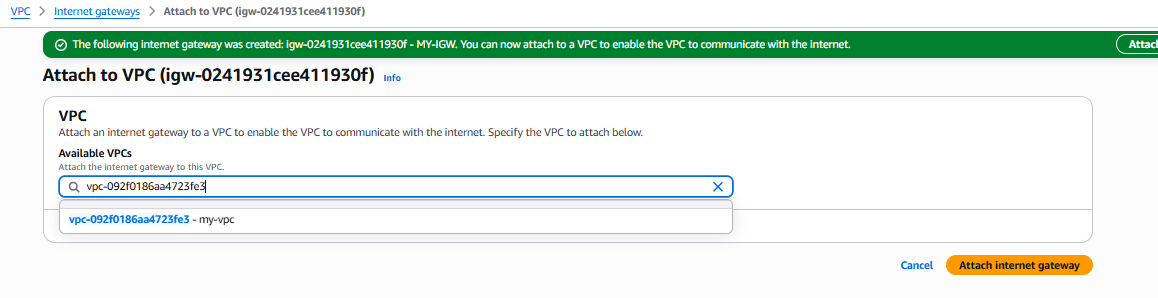 VPC > Internet gateways > Attach to VPC (igw-0241931cee411930f)
The following internet gateway was created: igw-0241931cee411930f - MY-IGW. You can now attach to a VPC to enable the VPC to communicate with the internet. Attach
Attach to VPC (igw-0241931cee411930f) Info
VPC
Attach an internet gateway to a VPC to enable the VPC to communicate with the internet. Specify the VPC to attach below.
Available VPCs
Attach the internet gateway to this VPC.
vpc-092f0186aa4723fe3
vpc-092f0186aa4723fe3 - my-vpc
Cancel Attach internet gateway